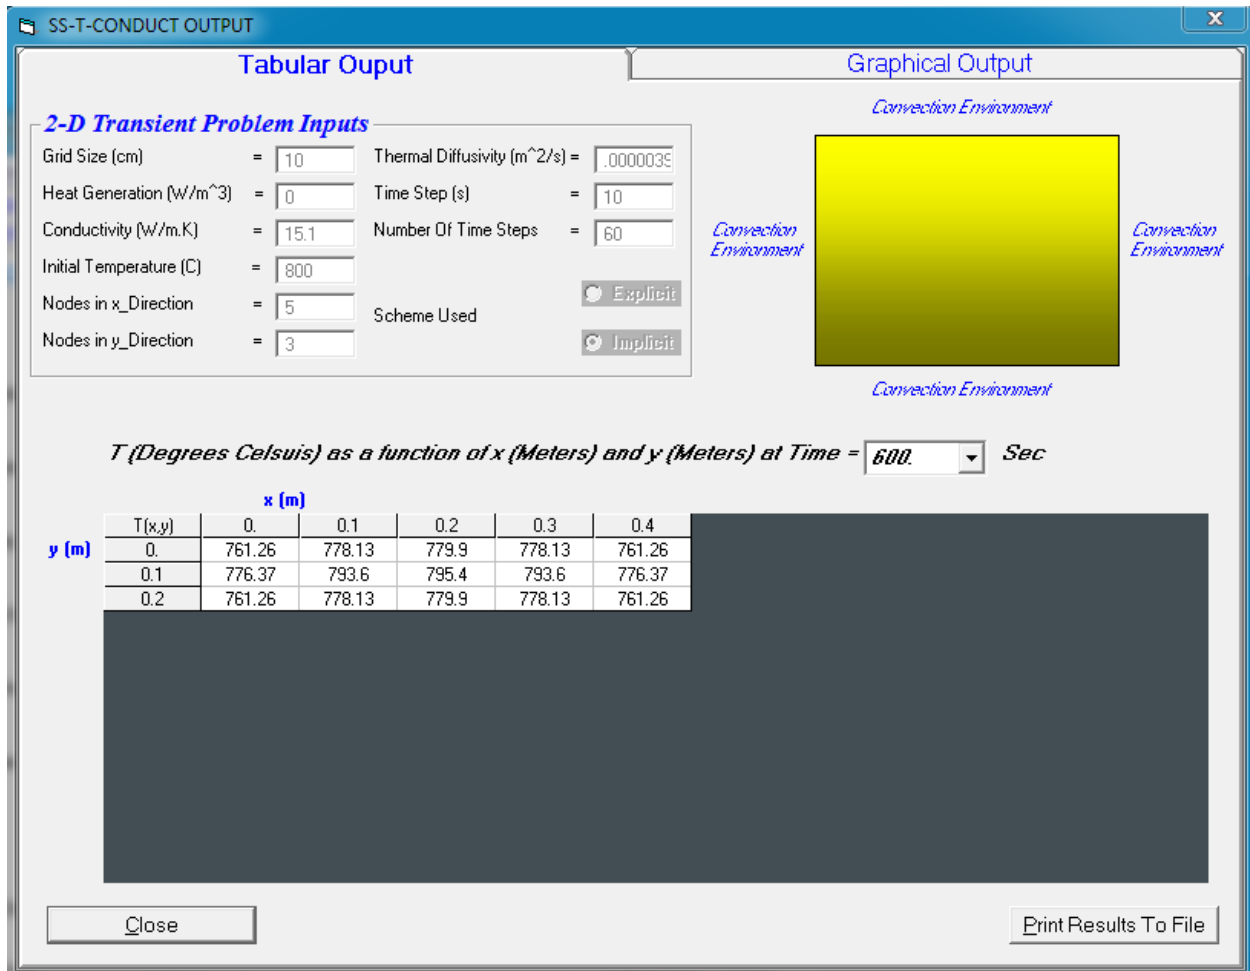 SS-T-CONDUCT OUTPUT
X
Tabular Ouput
Graphical Output
2-D Transient Problem Inputs
Grid Size (cm) = 10
Thermal Diffusivity (m^2/s) = .0000039
Heat Generation (W/m^3) = 0
Time Step (s) = 10
Conductivity (W/m.K) = 15.1
Number Of Time Steps = 60
Initial Temperature (C) = 800
Nodes in x_Direction = 5
Nodes in y_Direction = 3
Scheme Used
Explicit
Implicit
Convection Environment
Convection
Environment
Convection
Environment
Convection Environment
T (Degrees Celsuis) as a function of x (Meters) and y (Meters) at Time = 600. Sec
x (m)
y (m)
T(x,y) 0. 0.1 0.2 0.3 0.4
0. 761.26 778.13 779.9 778.13 761.26
0.1 776.37 793.6 795.4 793.6 776.37
0.2 761.26 778.13 779.9 778.13 761.26
Close
Print Results To File